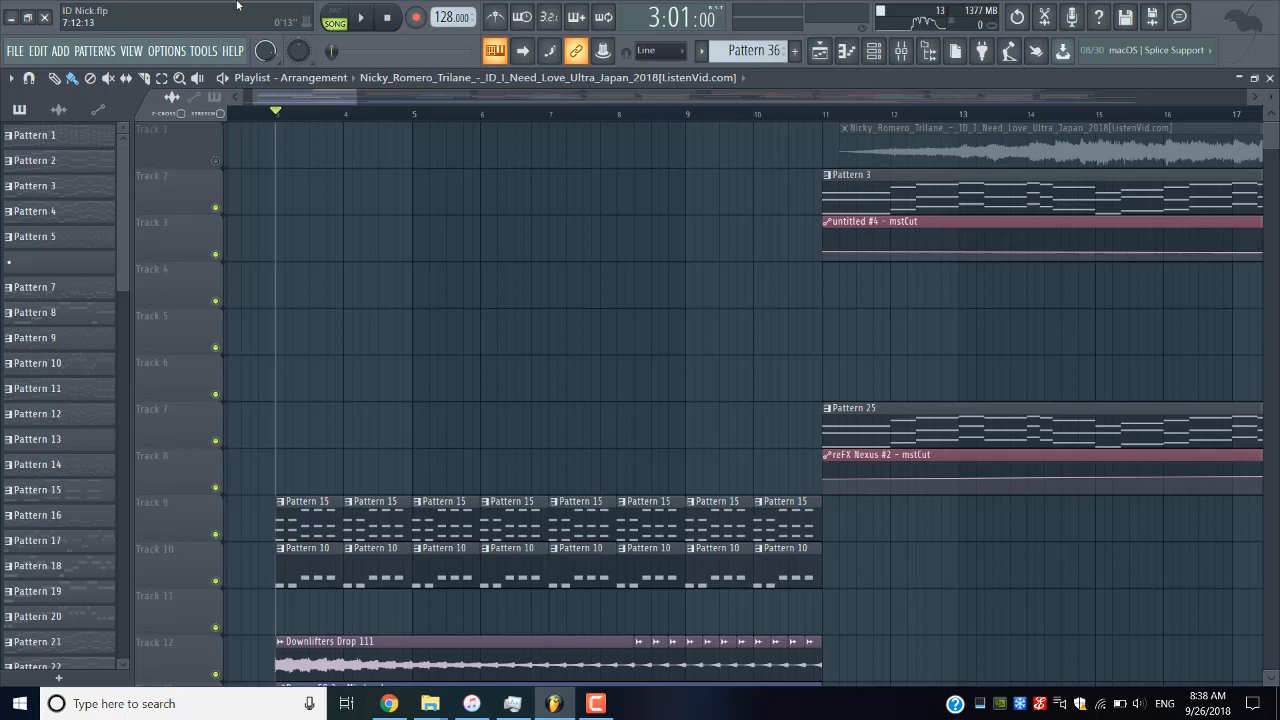 ID Nick.flp
7:12:13
0'13"
PAT
SONG
128.000
3:01:00
13
1377 MB
0
FILE EDIT ADD PATTERNS VIEW OPTIONS TOOLS HELP
Line
Pattern 36
08/30 macOS | Splice Support
Playlist - Arrangement
Nicky_Romero_Trilane_-_ID_I_Need_Love_Ultra_Japan_2018[ListenVid.com]
Z-CROSS
STRETCH
3 4 5 6 7 8 9 10 11 12 13 14 15 16 17
Pattern 1
Pattern 2
Pattern 3
Pattern 4
Pattern 5
Pattern 7
Pattern 8
Pattern 9
Pattern 10
Pattern 11
Pattern 12
Pattern 13
Pattern 14
Pattern 15
Pattern 16
Pattern 17
Pattern 18
Pattern 19
Pattern 20
Pattern 21
Pattern 22
Track 1
Nicky_Romero_Trilane_-_ID_I_Need_Love_Ultra_Japan_2018[ListenVid.com]
Track 2
Pattern 3
Track 3
untitled #4 - mstCut
Track 4
Track 5
Track 6
Track 7
Pattern 25
Track 8
reFX Nexus #2 - mstCut
Track 9
Pattern 15 Pattern 15 Pattern 15 Pattern 15 Pattern 15 Pattern 15 Pattern 15 Pattern 15
Track 10
Pattern 10 Pattern 10 Pattern 10 Pattern 10 Pattern 10 Pattern 10 Pattern 10 Pattern 10
Track 11
Track 12
Downlifters Drop 111
Type here to search
ENG
8:38 AM
9/26/2018